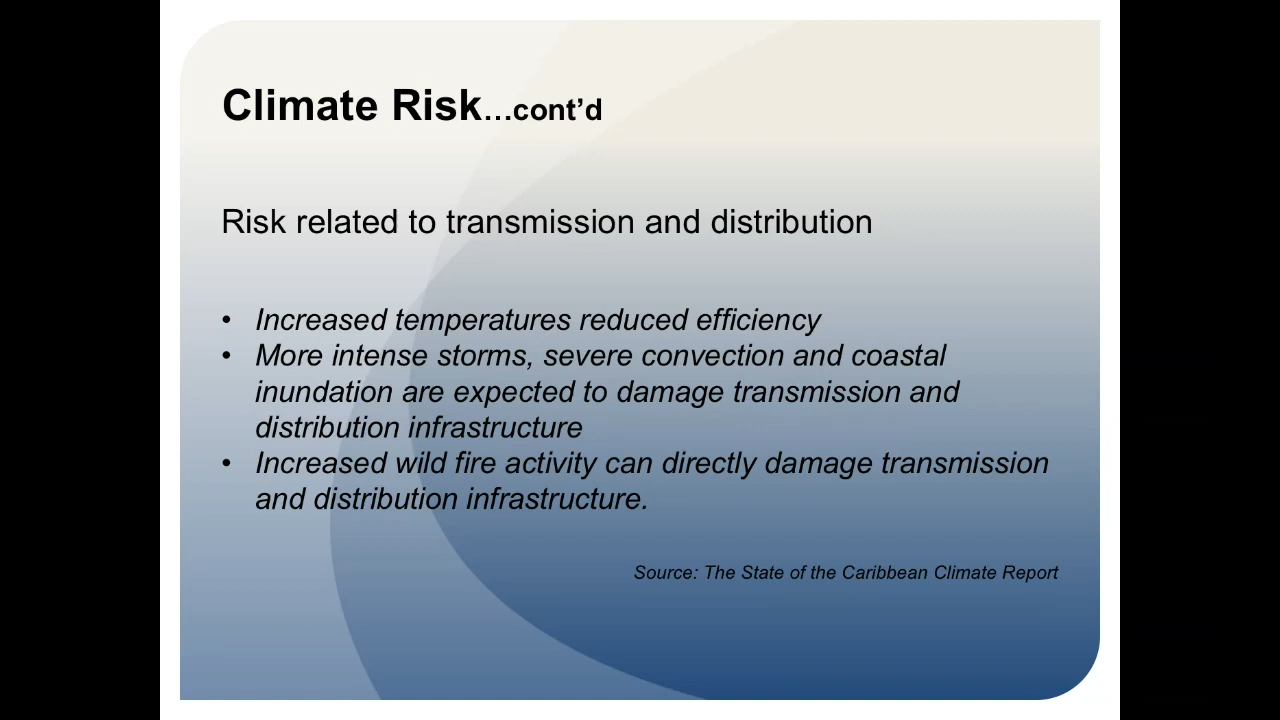 Climate Risk…cont’d
Risk related to transmission and distribution
• Increased temperatures reduced efficiency
• More intense storms, severe convection and coastal
inundation are expected to damage transmission and
distribution infrastructure
• Increased wild fire activity can directly damage transmission
and distribution infrastructure.
Source: The State of the Caribbean Climate Report